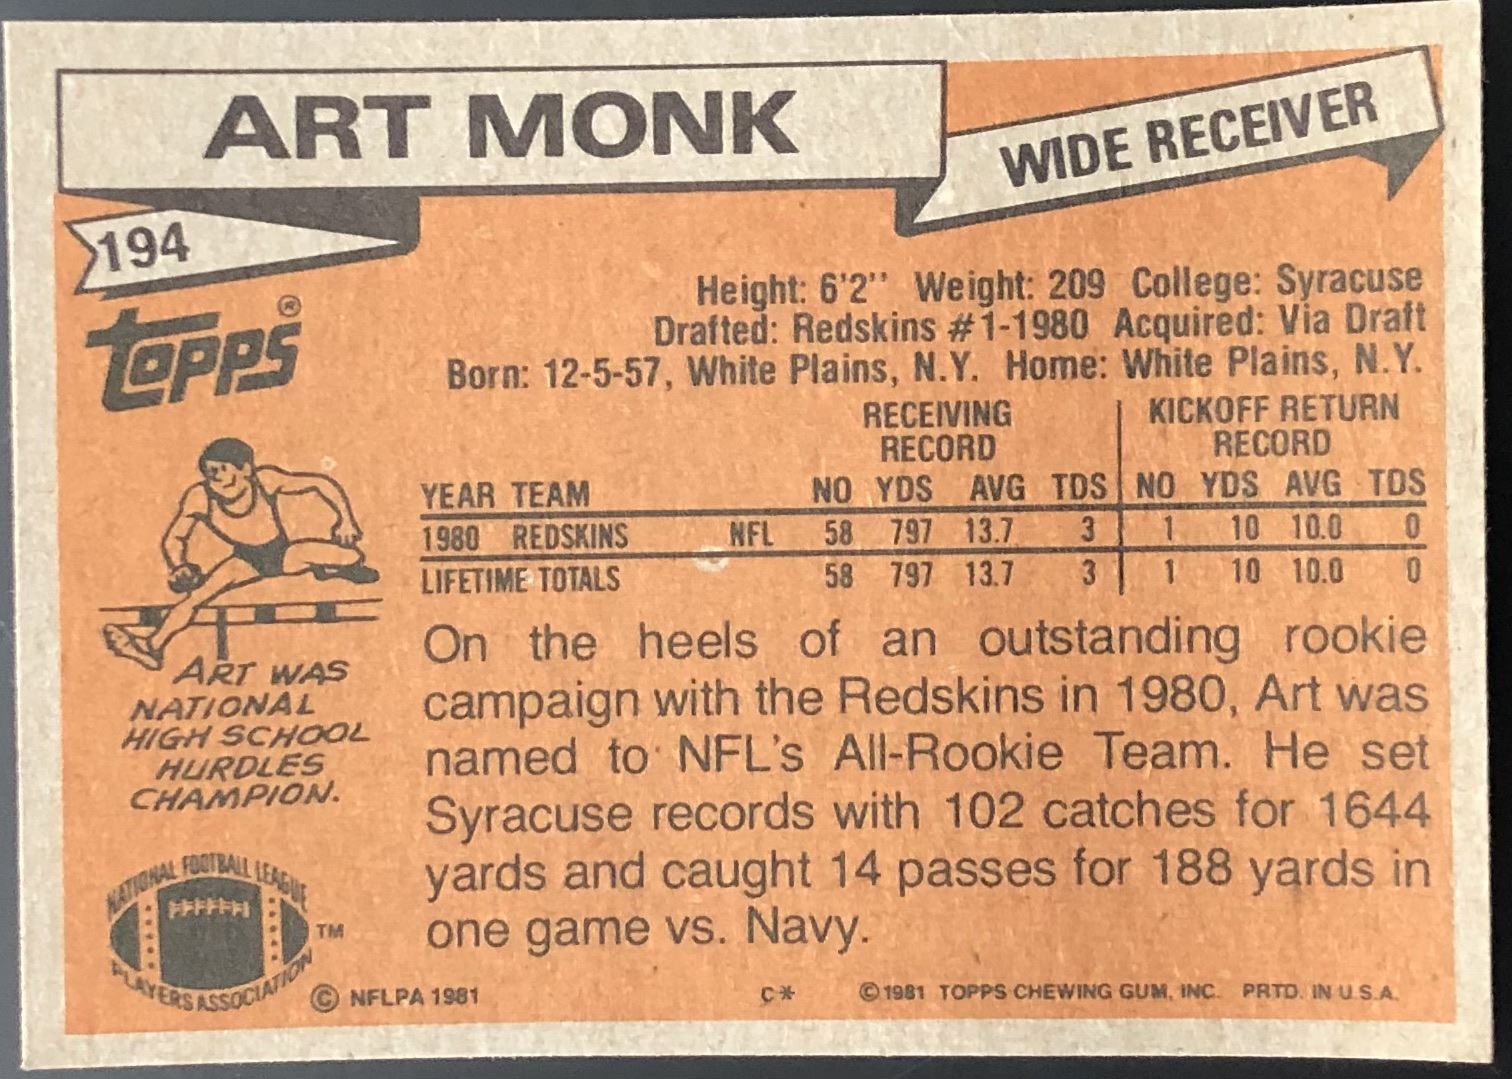 ART MONK
WIDE RECEIVER
194
Topps®
Height: 6'2" Weight: 209 College: Syracuse
Drafted: Redskins #1-1980 Acquired: Via Draft
Born: 12-5-57, White Plains, N.Y. Home: White Plains, N.Y.
RECEIVING RECORD KICKOFF RETURN RECORD
YEAR TEAM NO YDS AVG TDS NO YDS AVG TDS
1980 REDSKINS NFL 58 797 13.7 3 1 10 10.0 0
LIFETIME TOTALS 58 797 13.7 3 1 10 10.0 0
On the heels of an outstanding rookie
campaign with the Redskins in 1980, Art was
named to NFL's All-Rookie Team. He set
Syracuse records with 102 catches for 1644
yards and caught 14 passes for 188 yards in
one game vs. Navy.
ART WAS
NATIONAL
HIGH SCHOOL
HURDLES
CHAMPION.
NATIONAL FOOTBALL LEAGUE
PLAYERS ASSOCIATION
TM
© NFLPA 1981 C* © 1981 TOPPS CHEWING GUM, INC. PRTD. IN U.S.A.